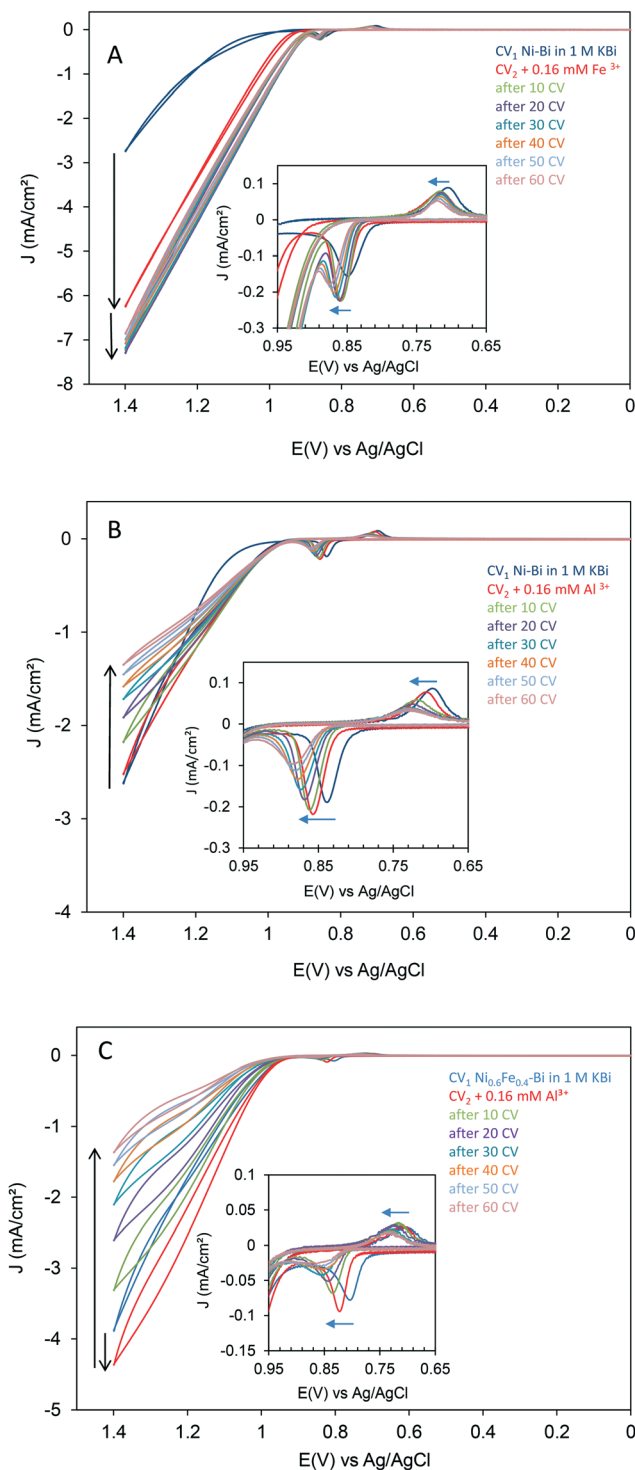 A
CV₁ Ni-Bi in 1 M KBi
CV₂ + 0.16 mM Fe ³⁺
after 10 CV
after 20 CV
after 30 CV
after 40 CV
after 50 CV
after 60 CV
0
-1
-2
-3
-4
-5
-6
-7
-8
J (mA/cm²)
0.1
0
-0.1
-0.2
-0.3
J (mA/cm²)
0.95 0.85 0.75 0.65
E(V) vs Ag/AgCl
1.4 1.2 1 0.8 0.6 0.4 0.2 0
E(V) vs Ag/AgCl
B
CV₁ Ni-Bi in 1 M KBi
CV₂ + 0.16 mM Al ³⁺
after 10 CV
after 20 CV
after 30 CV
after 40 CV
after 50 CV
after 60 CV
0
-1
-2
-3
-4
J (mA/cm²)
0.1
0
-0.1
-0.2
-0.3
J (mA/cm²)
0.95 0.85 0.75 0.65
E(V) vs Ag/AgCl
1.4 1.2 1 0.8 0.6 0.4 0.2 0
E(V) vs Ag/AgCl
C
CV₁ Ni₀.₆Fe₀.₄-Bi in 1 M KBi
CV₂ + 0.16 mM Al³⁺
after 10 CV
after 20 CV
after 30 CV
after 40 CV
after 50 CV
after 60 CV
0
-1
-2
-3
-4
-5
J (mA/cm²)
0.1
0.05
0
-0.05
-0.1
-0.15
J (mA/cm²)
0.95 0.85 0.75 0.65
E(V) vs Ag/AgCl
1.4 1.2 1 0.8 0.6 0.4 0.2 0
E(V) vs Ag/AgCl